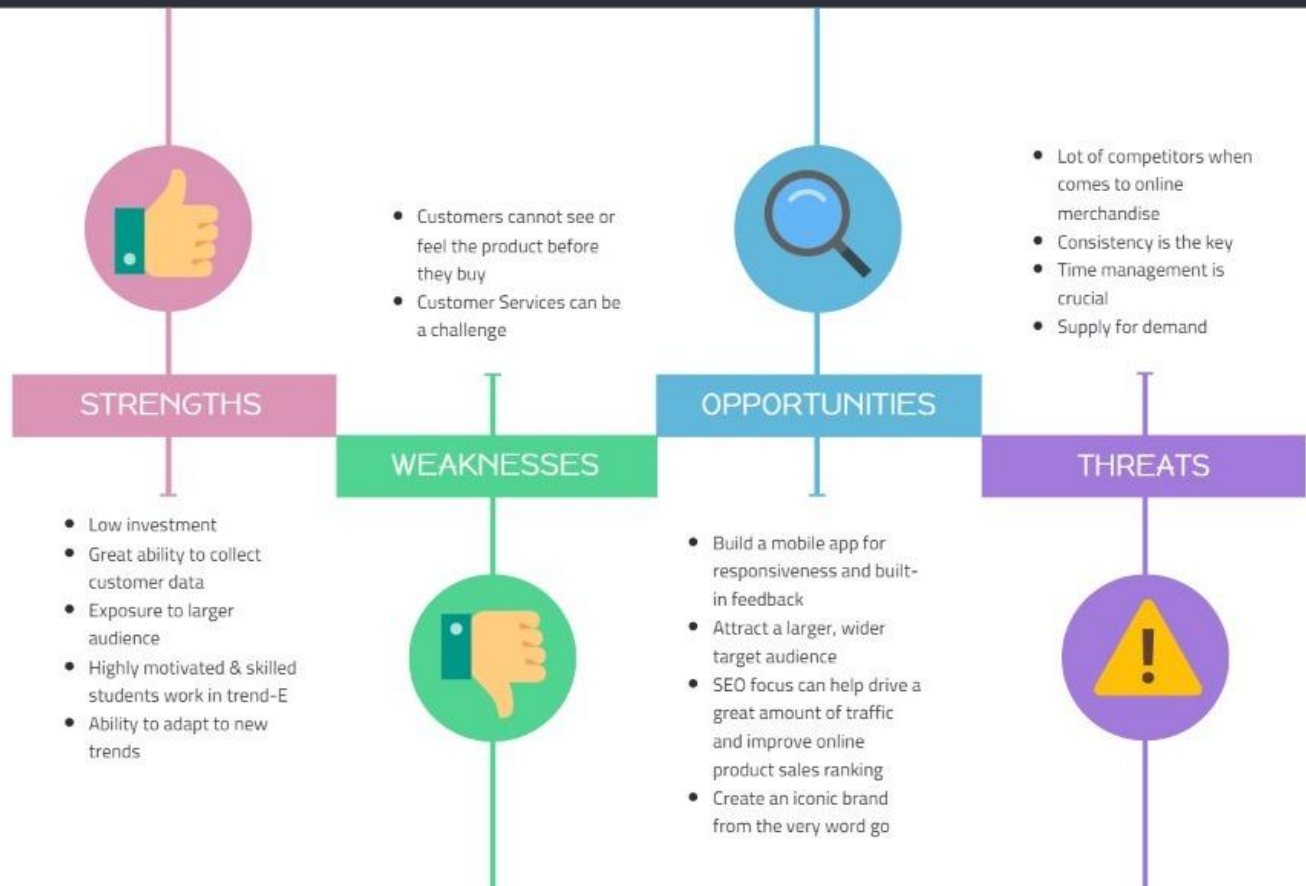 STRENGTHS
• Low investment
• Great ability to collect
customer data
• Exposure to larger
audience
• Highly motivated & skilled
students work in trend-E
• Ability to adapt to new
trends
• Customers cannot see or
feel the product before
they buy
• Customer Services can be
a challenge
WEAKNESSES
OPPORTUNITIES
• Build a mobile app for
responsiveness and built-
in feedback
• Attract a larger, wider
target audience
• SEO focus can help drive a
great amount of traffic
and improve online
product sales ranking
• Create an iconic brand
from the very word go
• Lot of competitors when
comes to online
merchandise
• Consistency is the key
• Time management is
crucial
• Supply for demand
THREATS